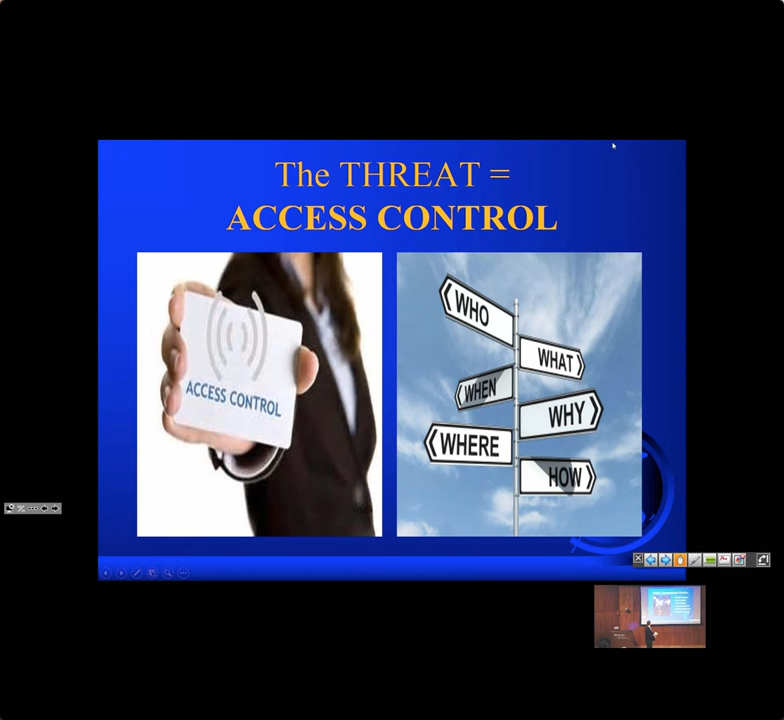 The THREAT =
ACCESS CONTROL
ACCESS CONTROL
WHO
WHAT
WHEN
WHY
WHERE
HOW